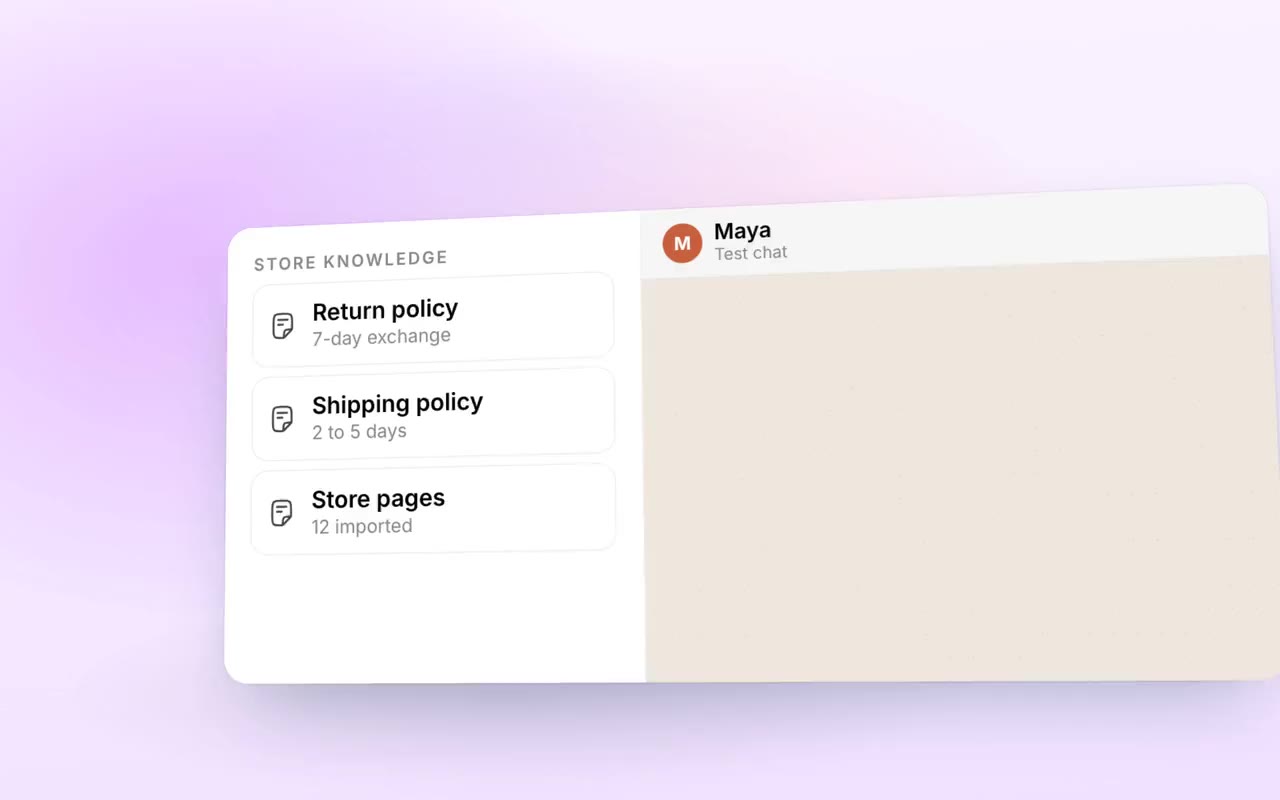 STORE KNOWLEDGE
Return policy
7-day exchange
Shipping policy
2 to 5 days
Store pages
12 imported
M
Maya
Test chat